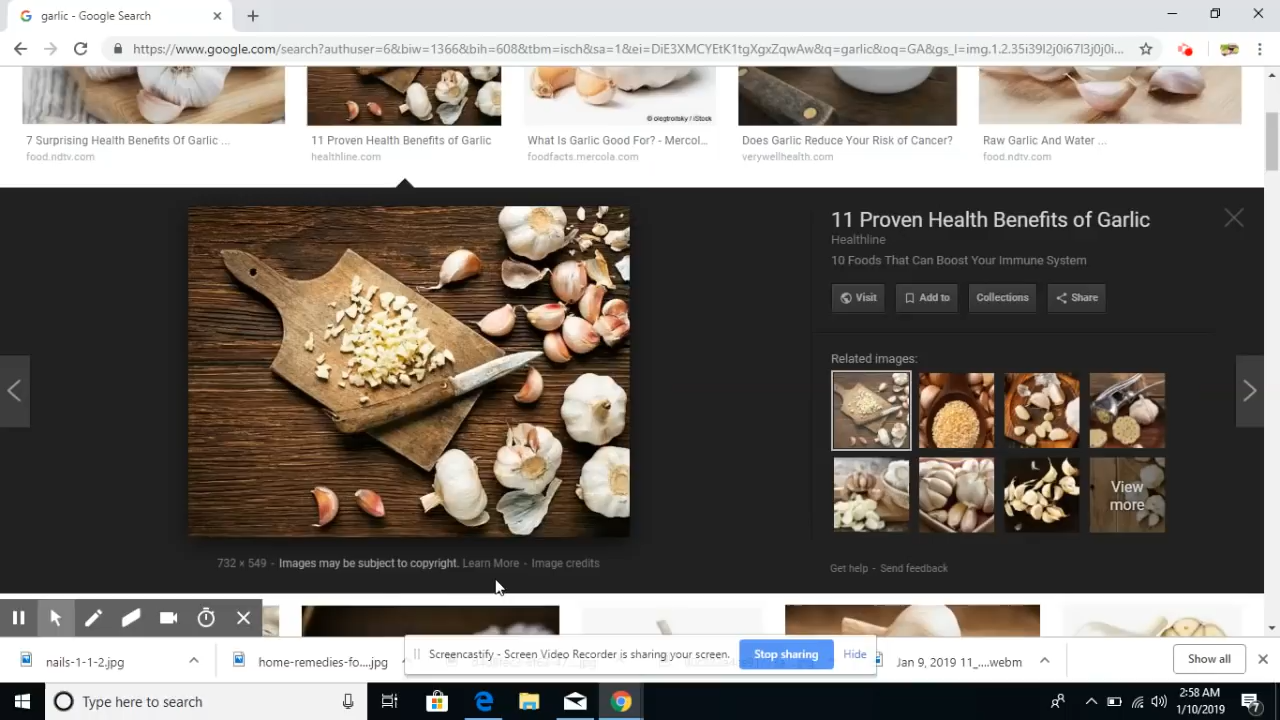 garlic - Google Search
https://www.google.com/search?authuser=6&biw=1366&bih=608&tbm=isch&sa=1&ei=DiE3XMCYEtK1tgXgxZqwAw&q=garlic&oq=GA&gs_l=img.1.2.35i39l2j0i67l3j0j0i...
© olegtroitsky / iStock
7 Surprising Health Benefits Of Garlic ...
food.ndtv.com
11 Proven Health Benefits of Garlic
healthline.com
What Is Garlic Good For? - Mercol...
foodfacts.mercola.com
Does Garlic Reduce Your Risk of Cancer?
verywellhealth.com
Raw Garlic And Water ...
food.ndtv.com
11 Proven Health Benefits of Garlic
Healthline
10 Foods That Can Boost Your Immune System
Visit
Add to
Collections
Share
Related images:
View
more
732 × 549 - Images may be subject to copyright. Learn More - Image credits
Get help - Send feedback
Screencastify - Screen Video Recorder is sharing your screen.
Stop sharing
Hide
nails-1-1-2.jpg
home-remedies-fo....jpg
Jan 9, 2019 11_....webm
Show all
Type here to search
2:58 AM
1/10/2019
7